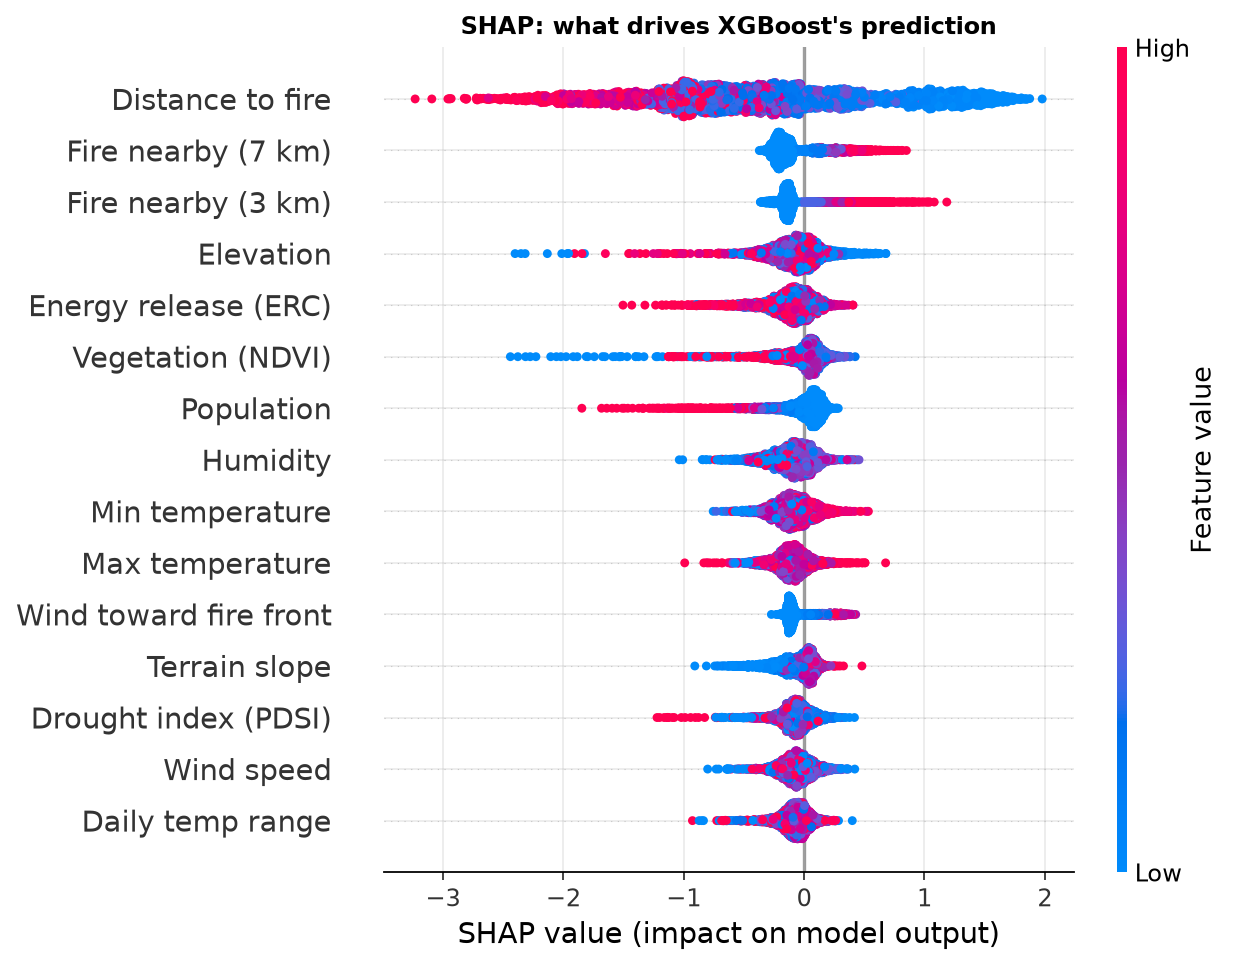 SHAP: what drives XGBoost's prediction
High
Distance to fire
Fire nearby (7 km)
Fire nearby (3 km)
Elevation
Energy release (ERC)
Vegetation (NDVI)
Population
Humidity
Min temperature
Max temperature
Wind toward fire front
Terrain slope
Drought index (PDSI)
Wind speed
Daily temp range
Feature value
Low
−3 −2 −1 0 1 2
SHAP value (impact on model output)